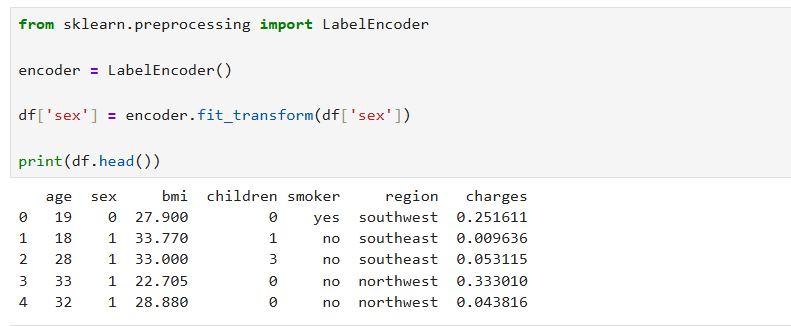 from sklearn.preprocessing import LabelEncoder
encoder = LabelEncoder()
df['sex'] = encoder.fit_transform(df['sex'])
print(df.head())
   age  sex     bmi  children smoker     region   charges
0   19    0  27.900         0    yes  southwest  0.251611
1   18    1  33.770         1     no  southeast  0.009636
2   28    1  33.000         3     no  southeast  0.053115
3   33    1  22.705         0     no  northwest  0.333010
4   32    1  28.880         0     no  northwest  0.043816